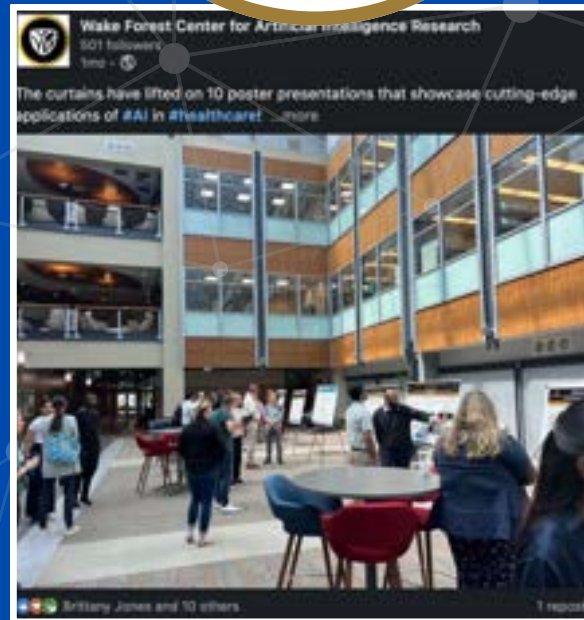 Wake Forest Center for Artificial Intelligence Research
501 followers
1mo •
The curtains have lifted on 10 poster presentations that showcase cutting-edge
applications of #AI in #healthcare! ...more
Brittany Jones and 10 others
1 repost